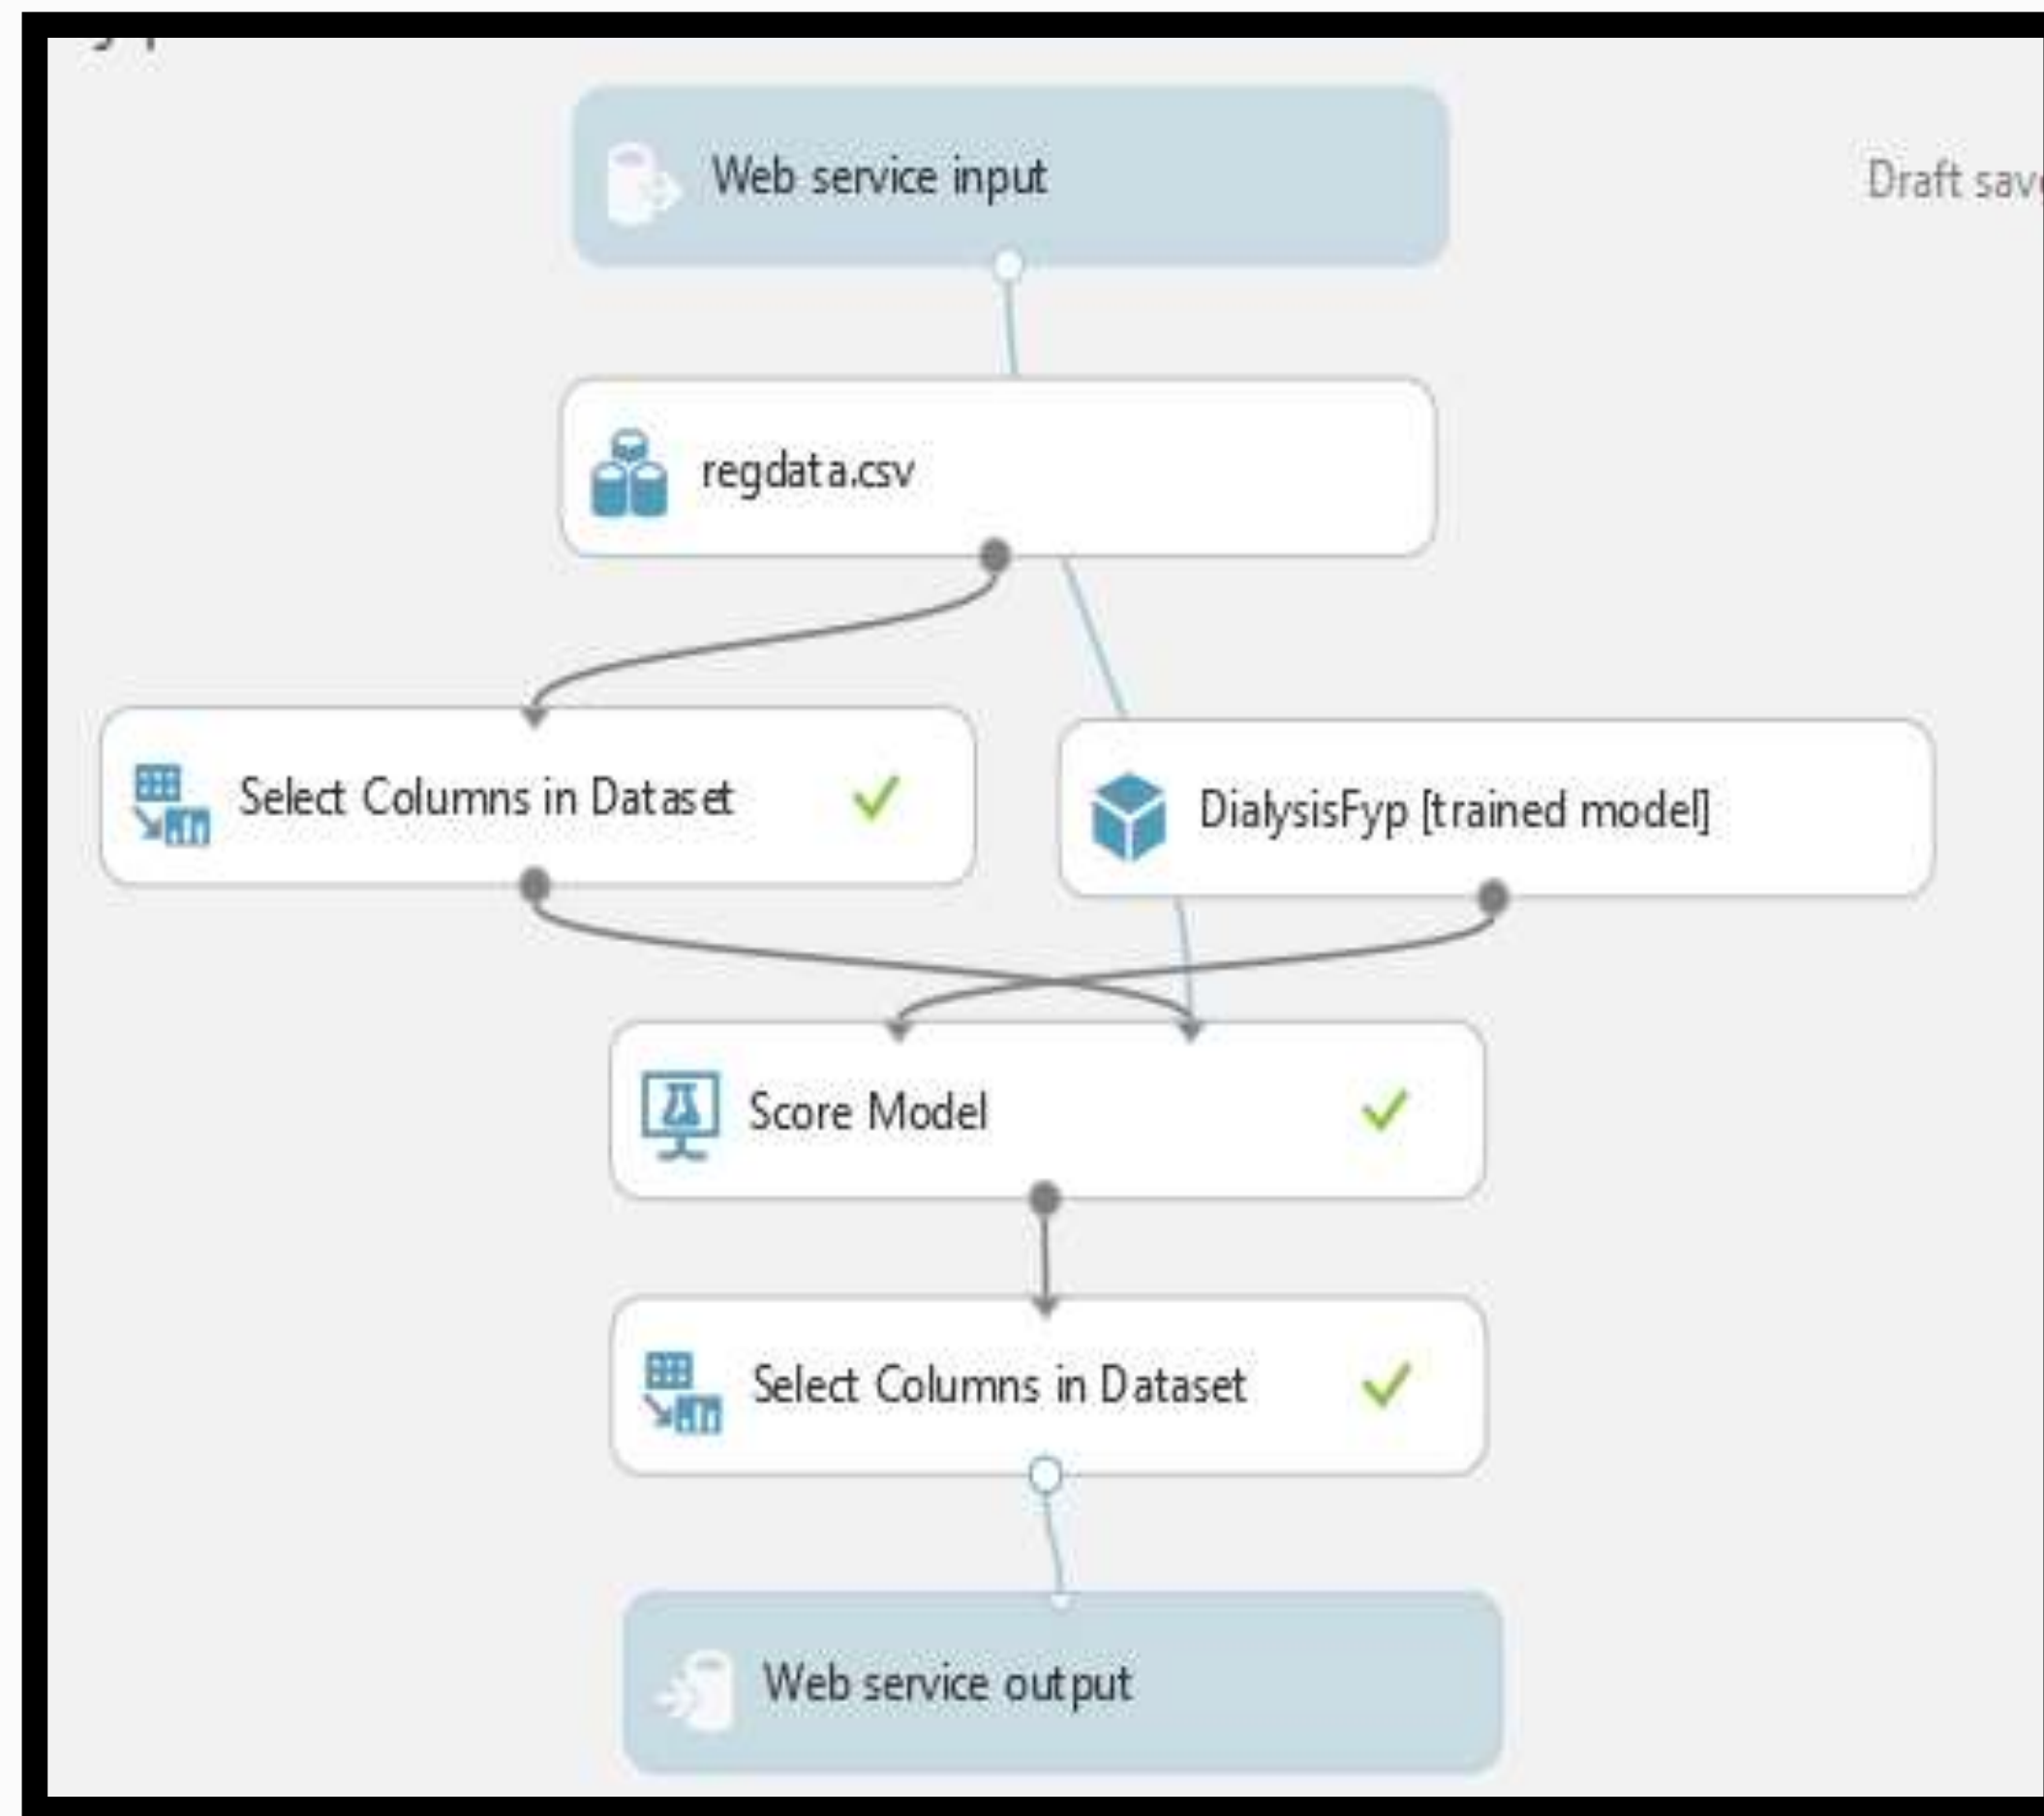 Web service input
Draft
regdata.csv
Select Columns in Dataset
DialysisFyp [trained model]
Score Model
Select Columns in Dataset
Web service output